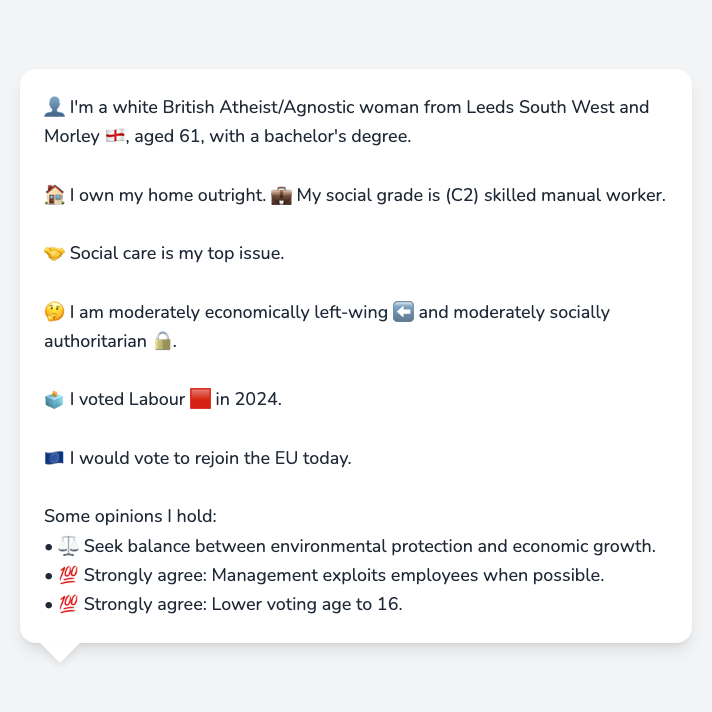 👤 I'm a white British Atheist/Agnostic woman from Leeds South West and
Morley 🏴󠁧󠁢󠁥󠁮󠁧󠁿, aged 61, with a bachelor's degree.
🏠 I own my home outright. 💼 My social grade is (C2) skilled manual worker.
🤝 Social care is my top issue.
🤔 I am moderately economically left-wing ⬅️ and moderately socially
authoritarian 🔒.
🗳️ I voted Labour 🟥 in 2024.
🇪🇺 I would vote to rejoin the EU today.
Some opinions I hold:
• ⚖️ Seek balance between environmental protection and economic growth.
• 💯 Strongly agree: Management exploits employees when possible.
• 💯 Strongly agree: Lower voting age to 16.